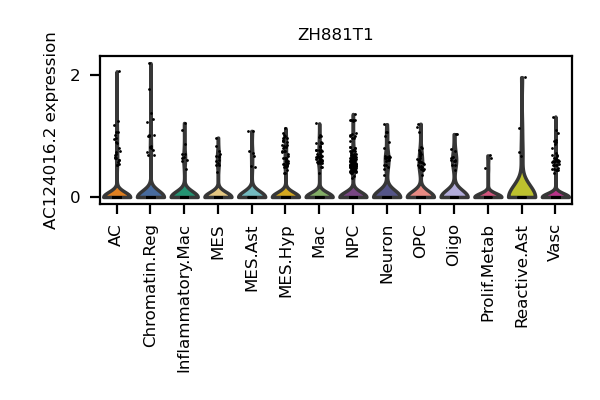 ZH881T1
AC124016.2 expression
2
0
AC
Chromatin.Reg
Inflammatory.Mac
MES
MES.Ast
MES.Hyp
Mac
NPC
Neuron
OPC
Oligo
Prolif.Metab
Reactive.Ast
Vasc